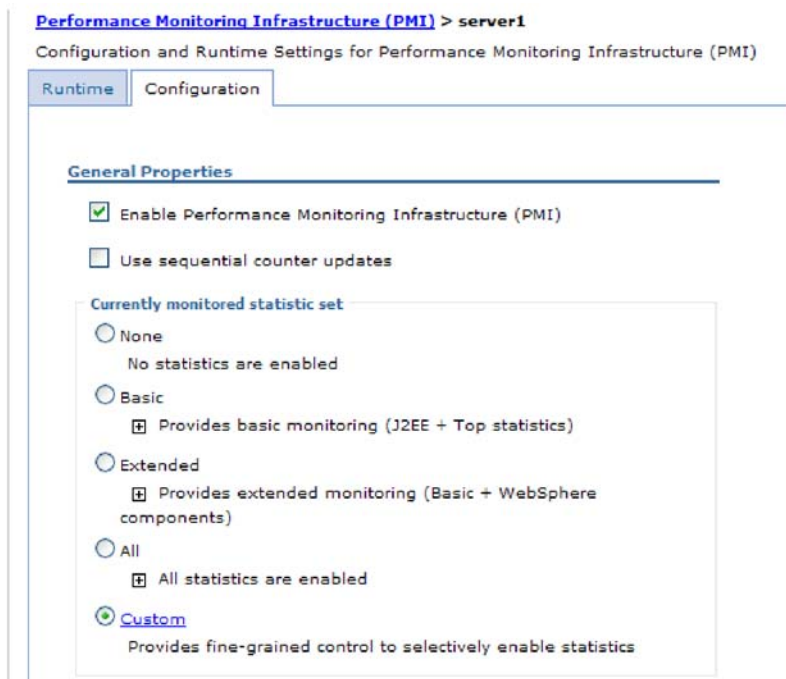 Performance Monitoring Infrastructure (PMI) > server1
Configuration and Runtime Settings for Performance Monitoring Infrastructure (PMI)
Runtime
Configuration
General Properties
Enable Performance Monitoring Infrastructure (PMI)
Use sequential counter updates
Currently monitored statistic set
None
No statistics are enabled
Basic
Provides basic monitoring (J2EE + Top statistics)
Extended
Provides extended monitoring (Basic + WebSphere
components)
All
All statistics are enabled
Custom
Provides fine-grained control to selectively enable statistics